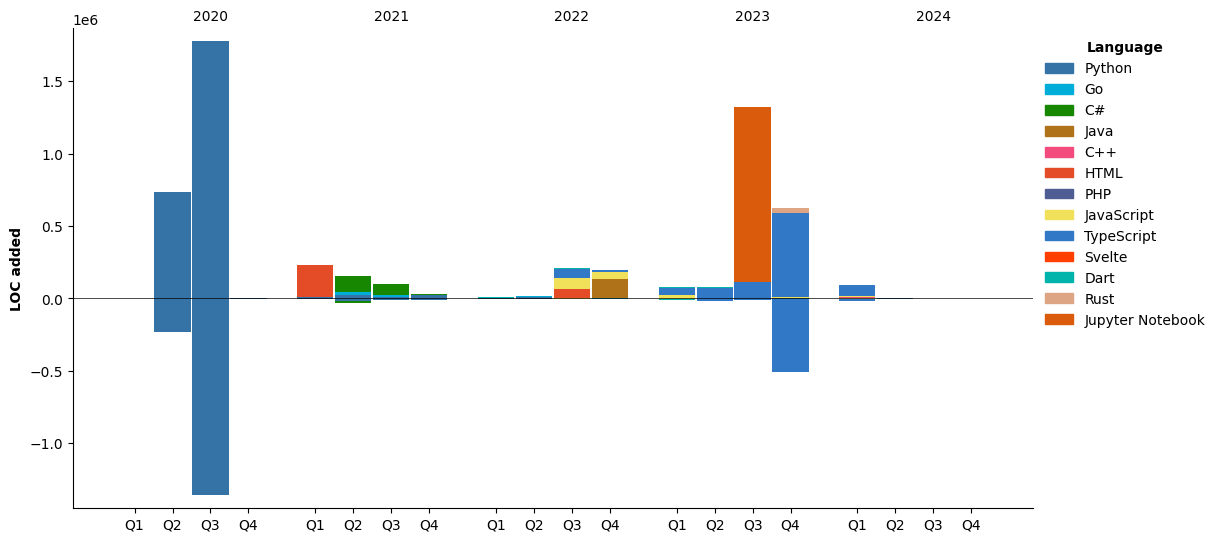 1e6
2020 2021 2022 2023 2024
1.5
1.0
0.5
0.0
−0.5
−1.0
LOC added
Q1 Q2 Q3 Q4 Q1 Q2 Q3 Q4 Q1 Q2 Q3 Q4 Q1 Q2 Q3 Q4 Q1 Q2 Q3 Q4
Language
Python
Go
C#
Java
C++
HTML
PHP
JavaScript
TypeScript
Svelte
Dart
Rust
Jupyter Notebook